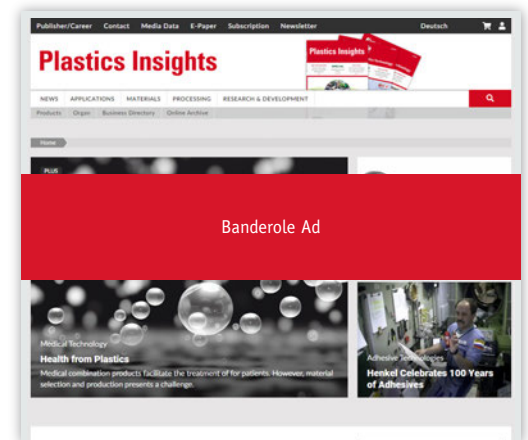 Publisher/Career Contact Media Data E-Paper Subscription Newsletter Deutsch
Plastics Insights
Plastics Insights
NEWS APPLICATIONS MATERIALS PROCESSING RESEARCH & DEVELOPMENT
Products Organ Business Directory Online Archive
Home
PLUS
Banderole Ad
Medical Technology
Health from Plastics
Medical combination products facilitate the treatment of for patients. However, material
selection and production presents a challenge.
Adhesive Technologies
Henkel Celebrates 100 Years
of Adhesives